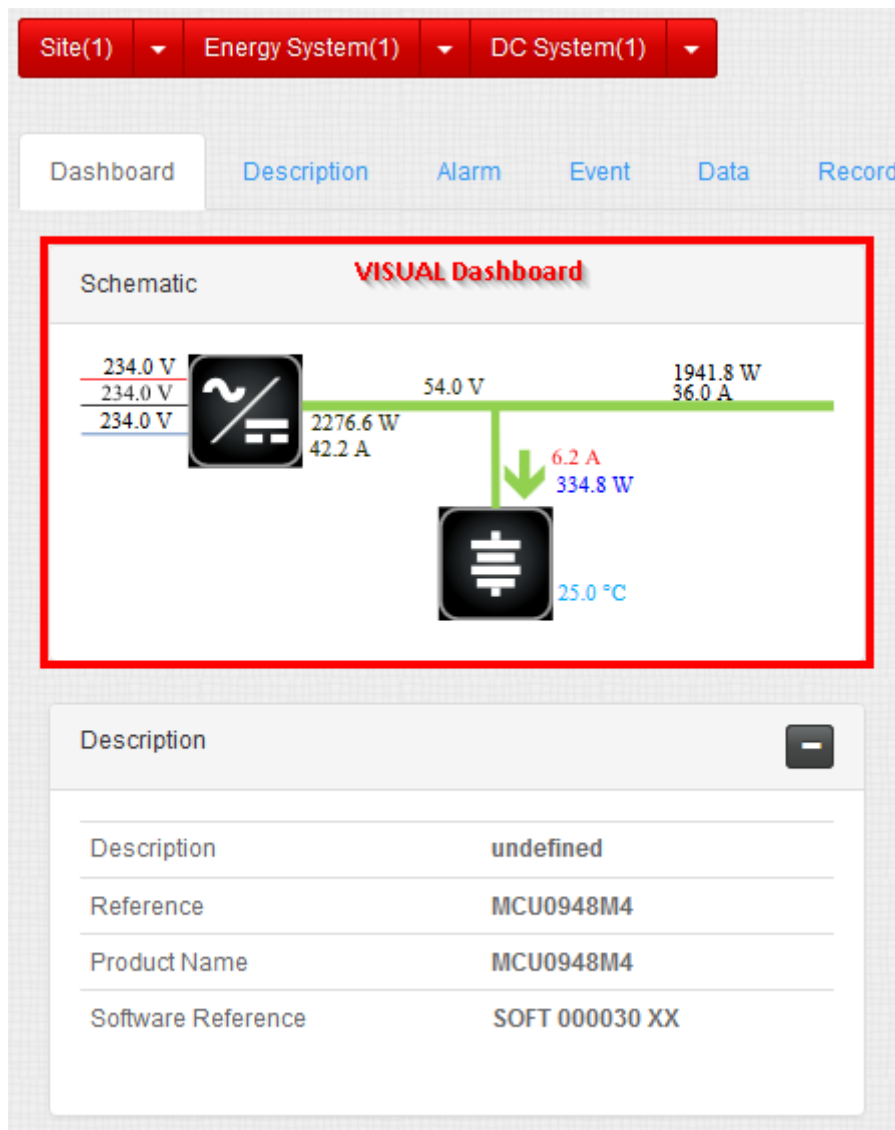 Site(1) Energy System(1) DC System(1)
Dashboard Description Alarm Event Data Record
Schematic VISUAL Dashboard
234.0 V
234.0 V
234.0 V
2276.6 W
42.2 A
54.0 V
1941.8 W
36.0 A
6.2 A
334.8 W
25.0 °C
Description
Description undefined
Reference MCU0948M4
Product Name MCU0948M4
Software Reference SOFT 000030 XX